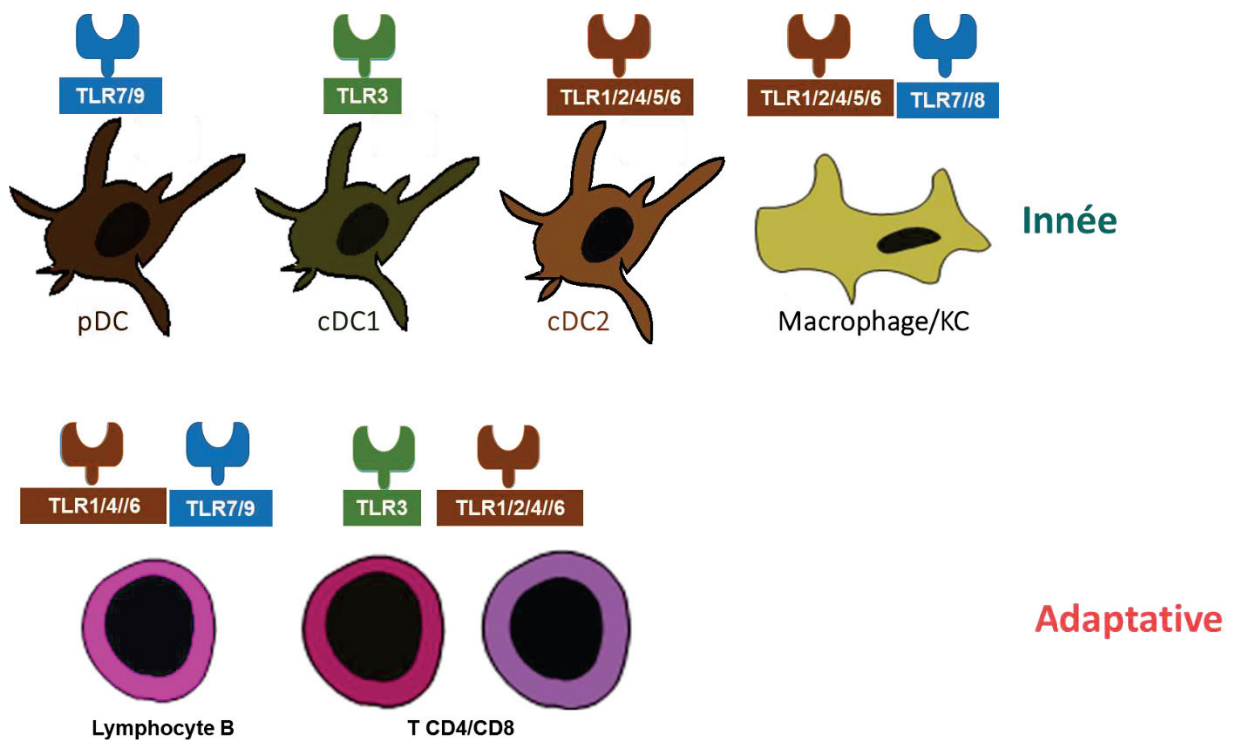 TLR7/9
TLR3
TLR1/2/4/5/6
TLR1/2/4/5/6
TLR7//8
Innée
pDC
cDC1
cDC2
Macrophage/KC
TLR1/4//6
TLR7/9
TLR3
TLR1/2/4//6
Adaptative
Lymphocyte B
T CD4/CD8